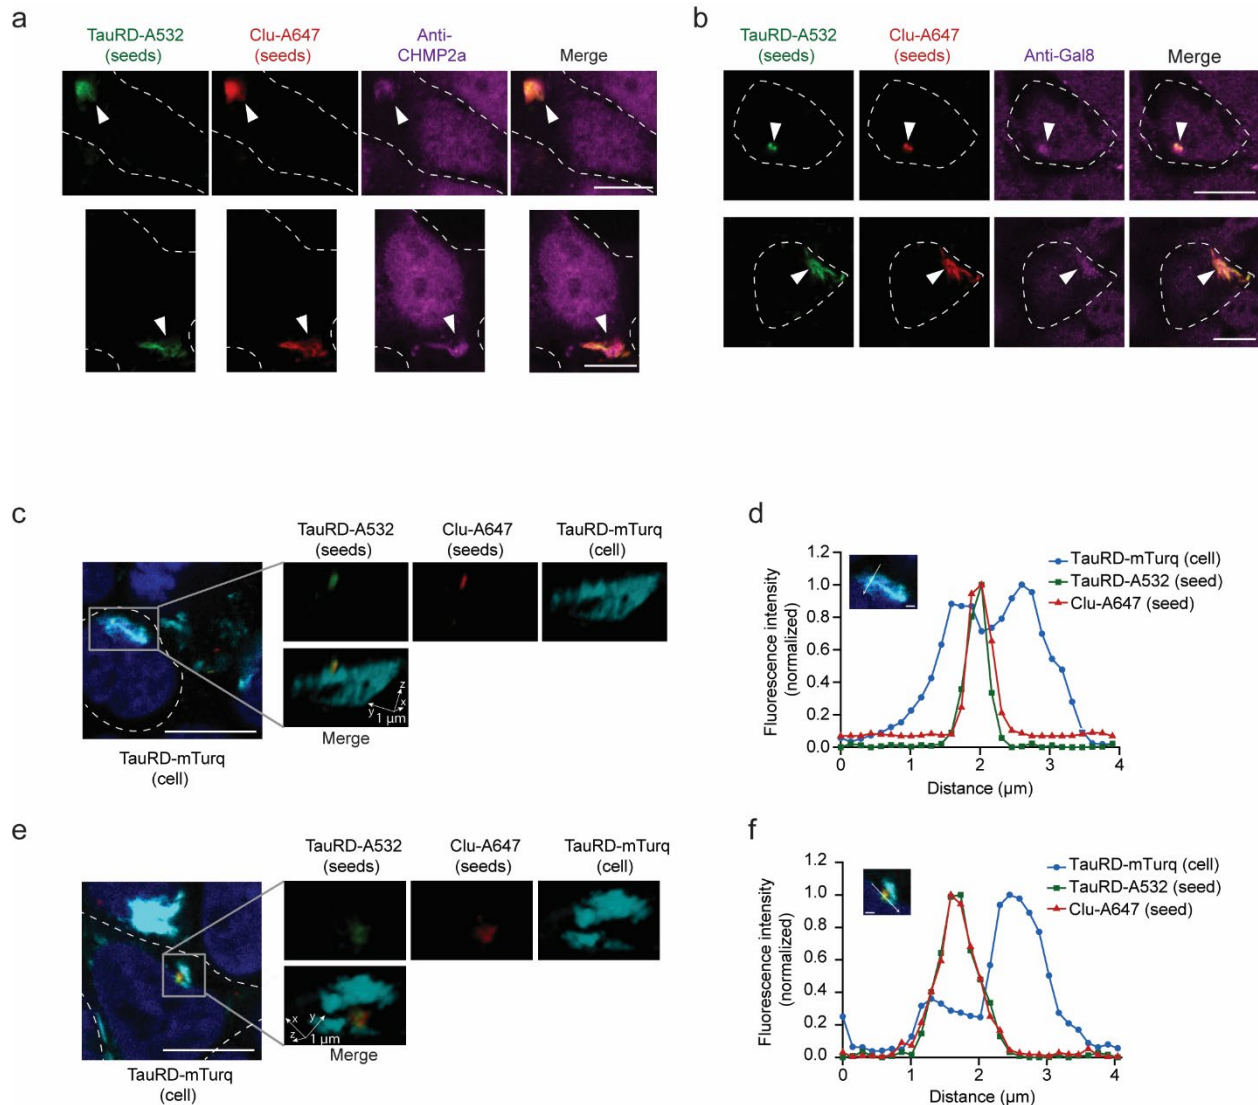 a
TauRD-A532
(seeds)
Clu-A647
(seeds)
Anti-
CHMP2a
Merge
b
TauRD-A532
(seeds)
Clu-A647
(seeds)
Anti-Gal8
Merge
c
TauRD-A532
(seeds)
Clu-A647
(seeds)
TauRD-mTurq
(cell)
z
x
y
1 µm
Merge
TauRD-mTurq
(cell)
d
Fluorescence intensity
(normalized)
1.2
1.0
0.8
0.6
0.4
0.2
0.0
0
1
2
3
4
Distance (µm)
TauRD-mTurq (cell)
TauRD-A532 (seed)
Clu-A647 (seed)
e
TauRD-A532
(seeds)
Clu-A647
(seeds)
TauRD-mTurq
(cell)
x
y
z
1 µm
Merge
TauRD-mTurq
(cell)
f
Fluorescence intensity
(normalized)
1.2
1.0
0.8
0.6
0.4
0.2
0.0
0
1
2
3
4
Distance (µm)
TauRD-mTurq (cell)
TauRD-A532 (seed)
Clu-A647 (seed)